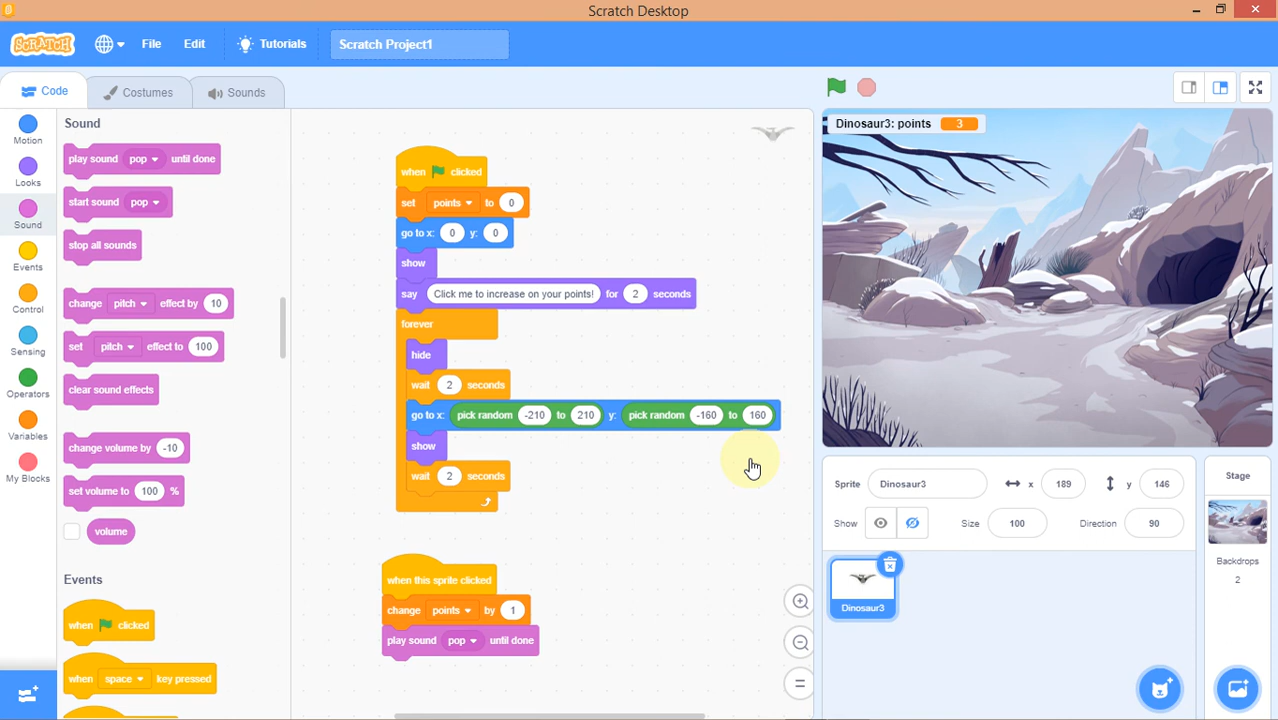 Scratch Desktop
SCRATCH File Edit Tutorials Scratch Project1
Code Costumes Sounds
Motion
Looks
Sound
Events
Control
Sensing
Operators
Variables
My Blocks
Sound
play sound pop until done
start sound pop
stop all sounds
change pitch effect by 10
set pitch effect to 100
clear sound effects
change volume by -10
set volume to 100 %
volume
Events
when clicked
when space key pressed
when clicked
set points to 0
go to x: 0 y: 0
show
say Click me to increase on your points! for 2 seconds
forever
hide
wait 2 seconds
go to x: pick random -210 to 210 y: pick random -160 to 160
show
wait 2 seconds
when this sprite clicked
change points by 1
play sound pop until done
Dinosaur3: points 3
Sprite Dinosaur3 x 189 y 146
Show Size 100 Direction 90
Dinosaur3
Stage
Backdrops
2